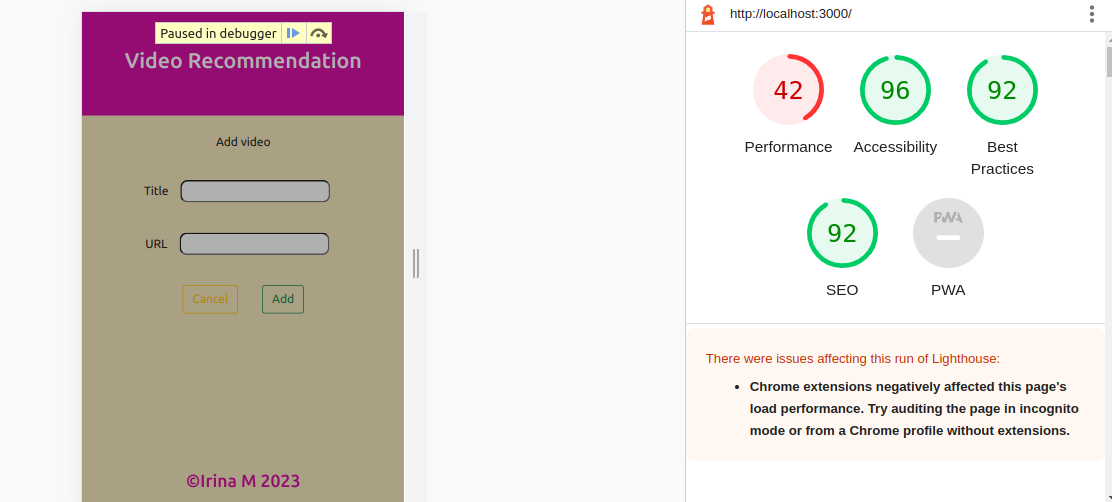 Paused in debugger
Video Recommendation
Add video
Title
URL
Cancel
Add
©Irina M 2023
http://localhost:3000/
42
96
92
Performance
Accessibility
Best
Practices
92
PWA
SEO
PWA
There were issues affecting this run of Lighthouse:
• Chrome extensions negatively affected this page's
load performance. Try auditing the page in incognito
mode or from a Chrome profile without extensions.